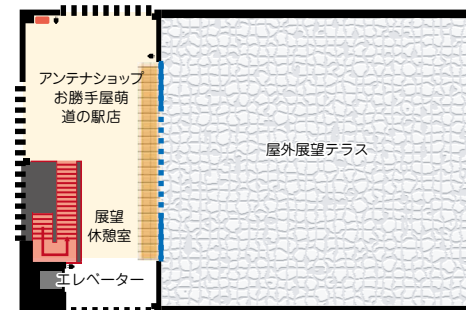 アンテナショップ
お勝手屋萌
道の駅店
屋外展望テラス
展望
休憩室
エレベーター